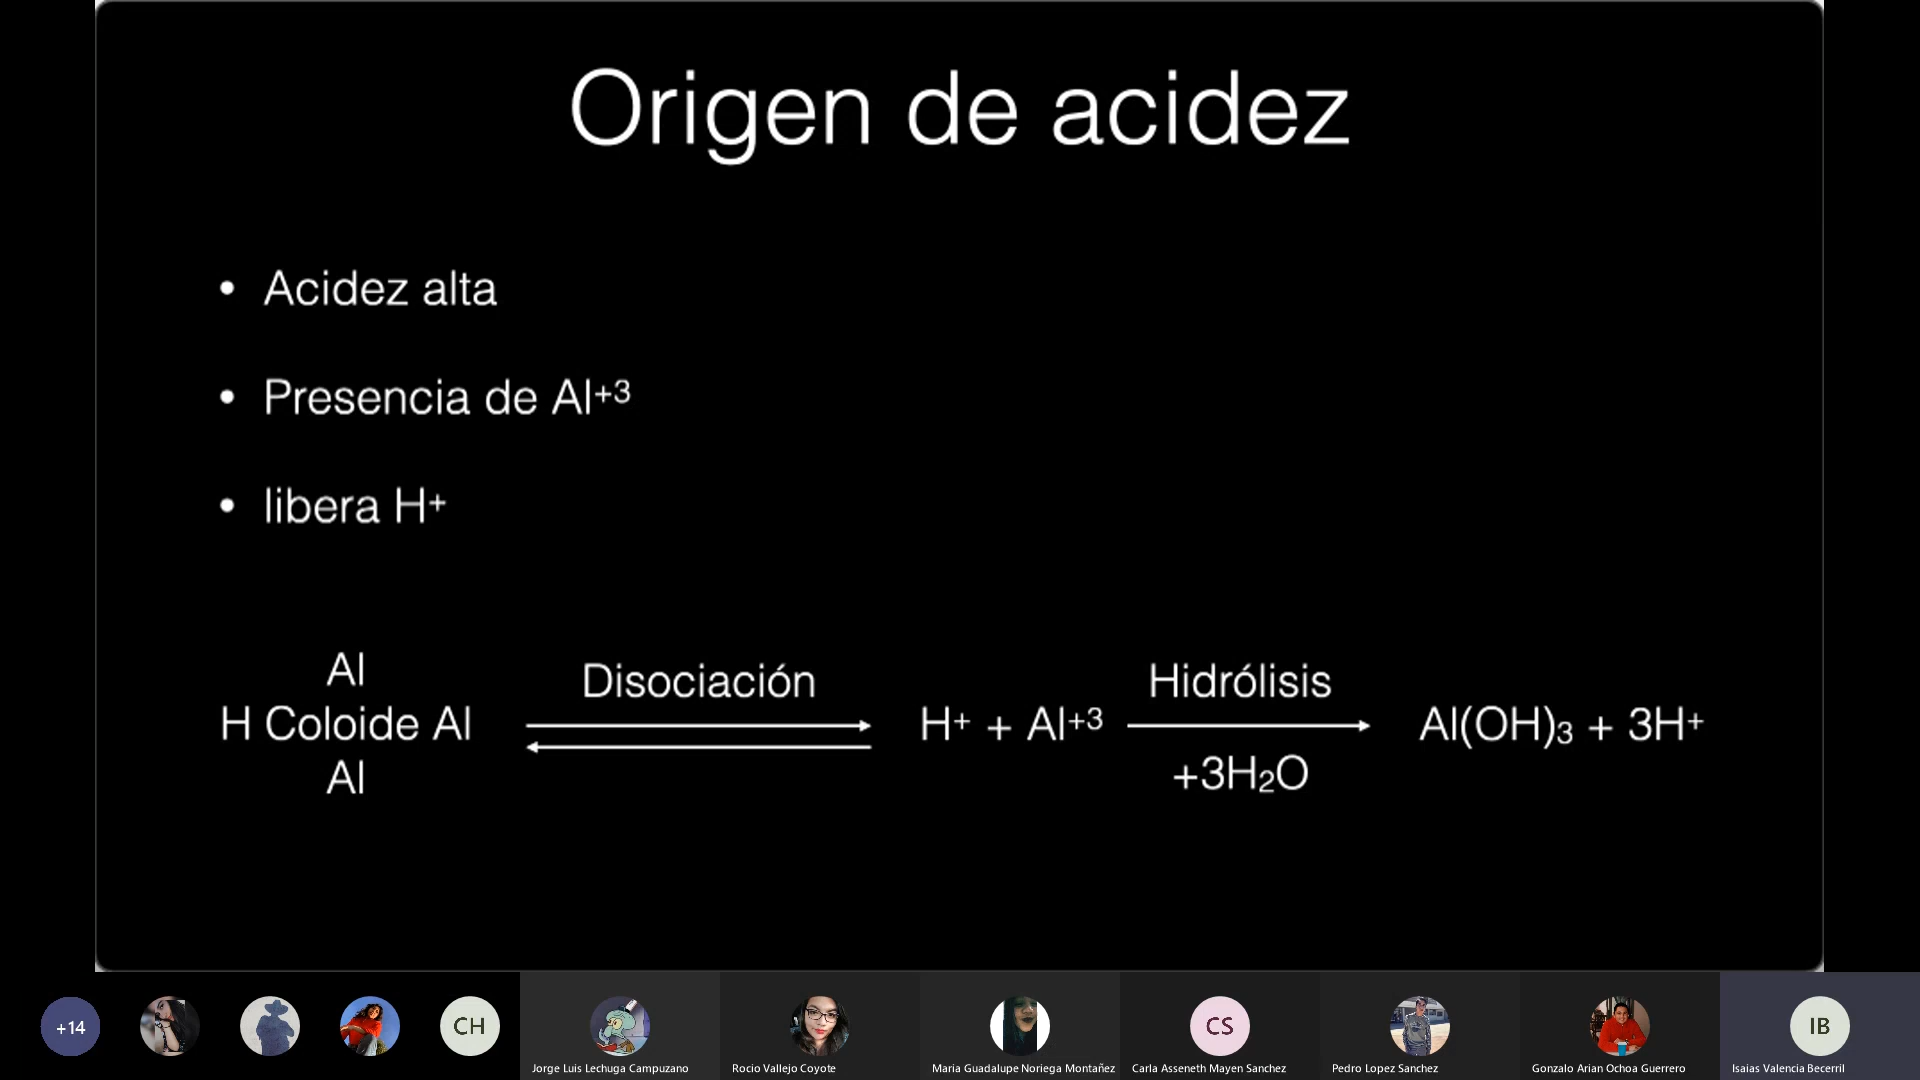 Origen de acidez
• Acidez alta
• Presencia de Al⁺³
• libera H⁺
Al
Disociación
Hidrólisis
H Coloide Al
H⁺ + Al⁺³
Al(OH)₃ + 3H⁺
Al
+3H₂O
+14
CH
CS
IB
Jorge Luis Lechuga Campuzano
Rocio Vallejo Coyote
Maria Guadalupe Noriega Montañez
Carla Asseneth Mayen Sanchez
Pedro Lopez Sanchez
Gonzalo Arian Ochoa Guerrero
Isaias Valencia Becerril